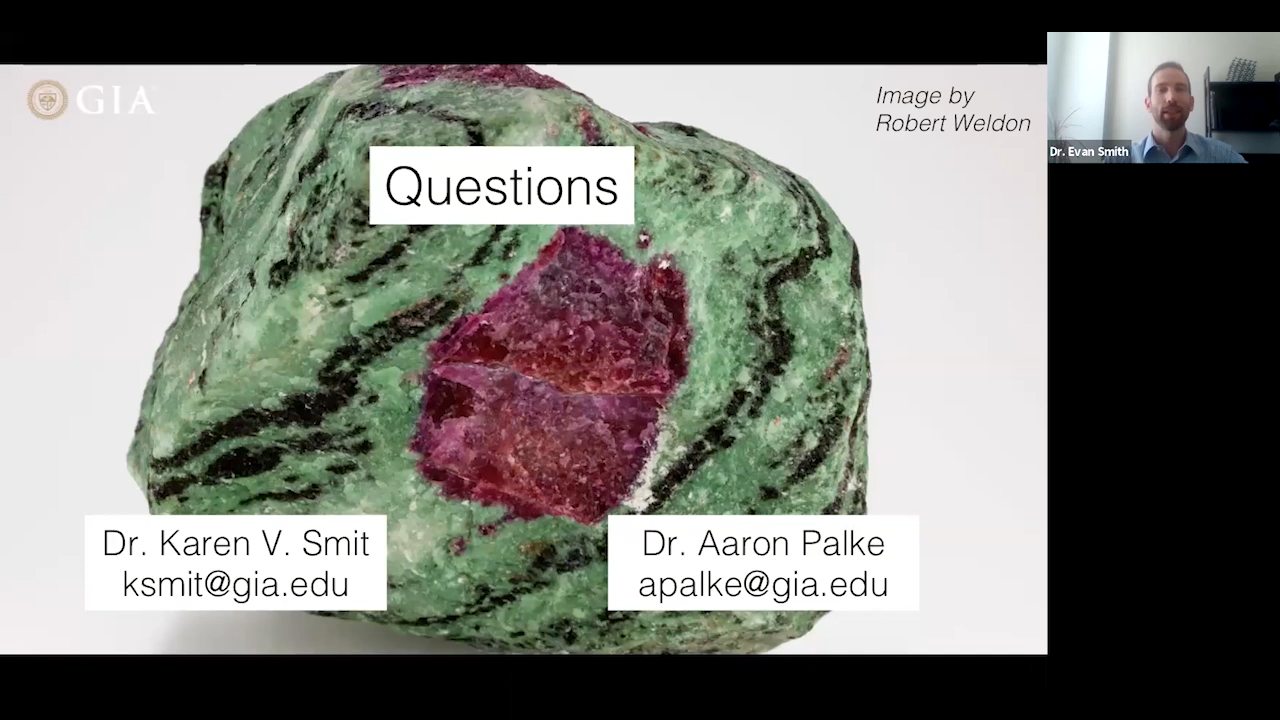 GIA
Image by
Robert Weldon
Questions
Dr. Evan Smith
Dr. Karen V. Smit
ksmit@gia.edu
Dr. Aaron Palke
apalke@gia.edu